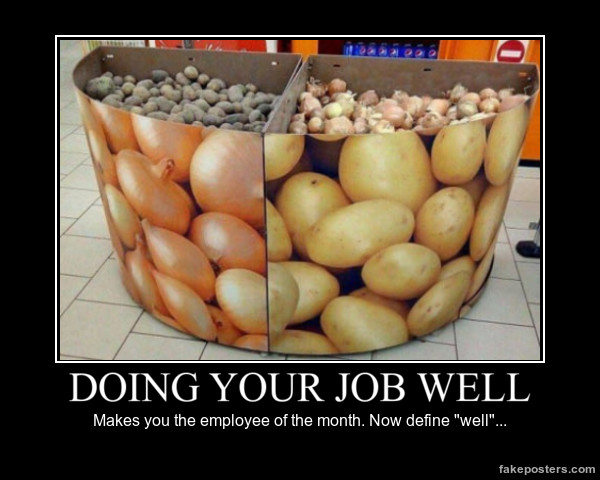 DOING YOUR JOB WELL
Makes you the employee of the month. Now define "well"...
fakeposters.com